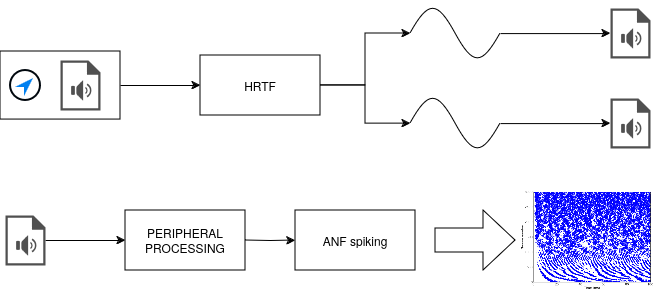 HRTF
PERIPHERAL
PROCESSING
ANF spiking